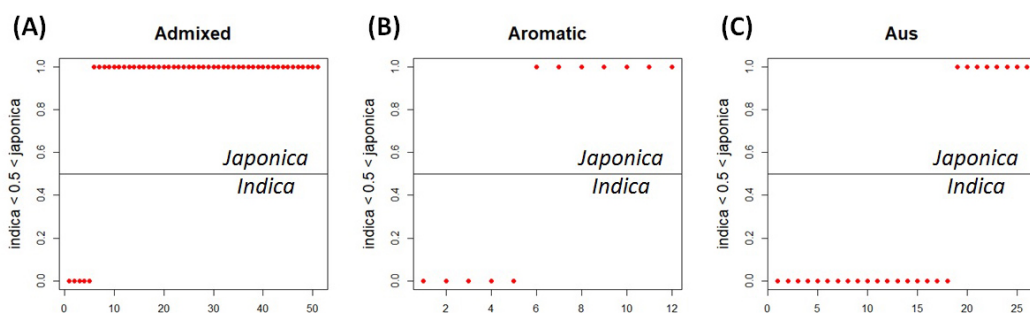 (A) Admixed
indica < 0.5 < japonica
1.0
0.8
0.6
0.4
0.2
0.0
Japonica
Indica
0 10 20 30 40 50
(B) Aromatic
indica < 0.5 < japonica
1.0
0.8
0.6
0.4
0.2
0.0
Japonica
Indica
2 4 6 8 10 12
(C) Aus
indica < 0.5 < japonica
1.0
0.8
0.6
0.4
0.2
0.0
Japonica
Indica
0 5 10 15 20 25